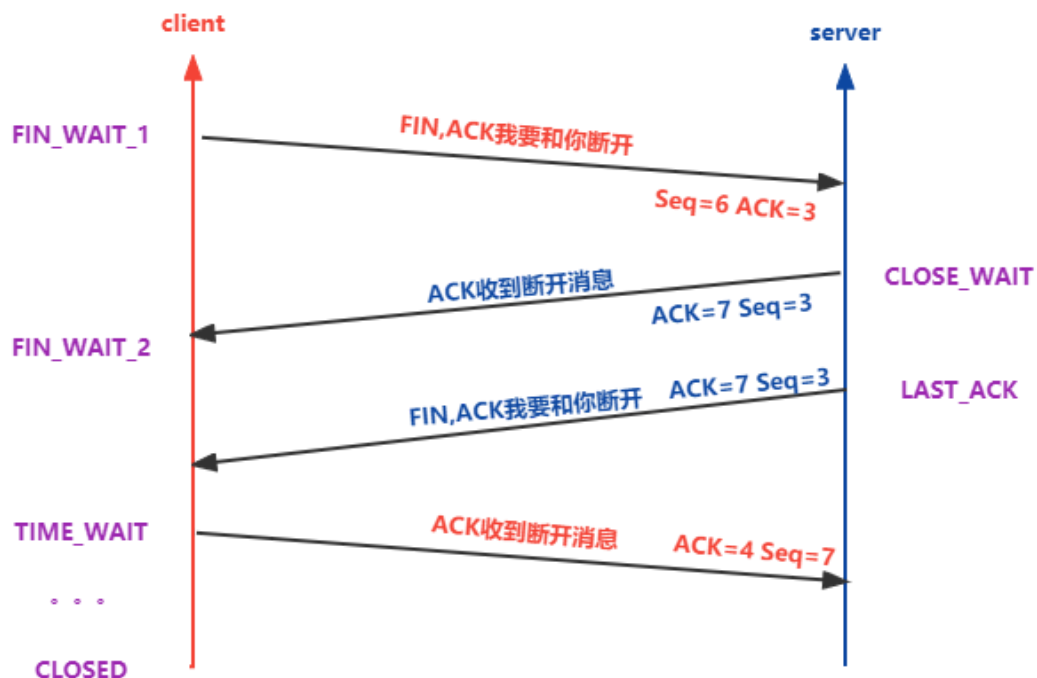 client
server
FIN_WAIT_1
FIN,ACK我要和你断开
Seq=6 ACK=3
ACK收到断开消息
CLOSE_WAIT
ACK=7 Seq=3
FIN_WAIT_2
ACK=7 Seq=3
LAST_ACK
FIN,ACK我要和你断开
TIME_WAIT
ACK收到断开消息
ACK=4 Seq=7
。。。
CLOSED